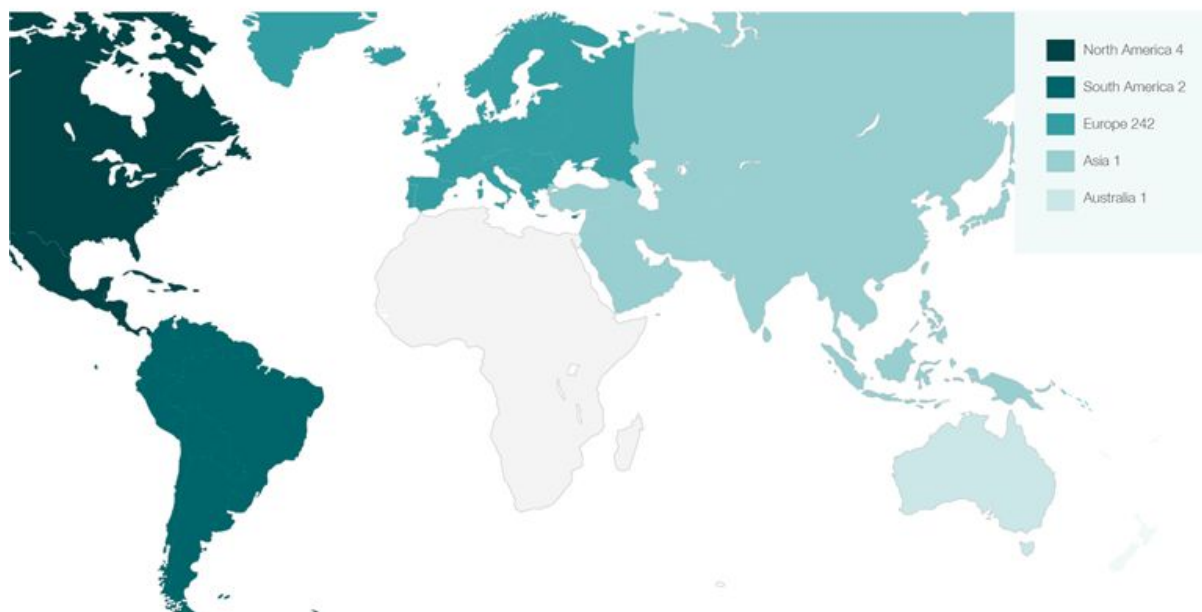 North America 4
South America 2
Europe 242
Asia 1
Australia 1